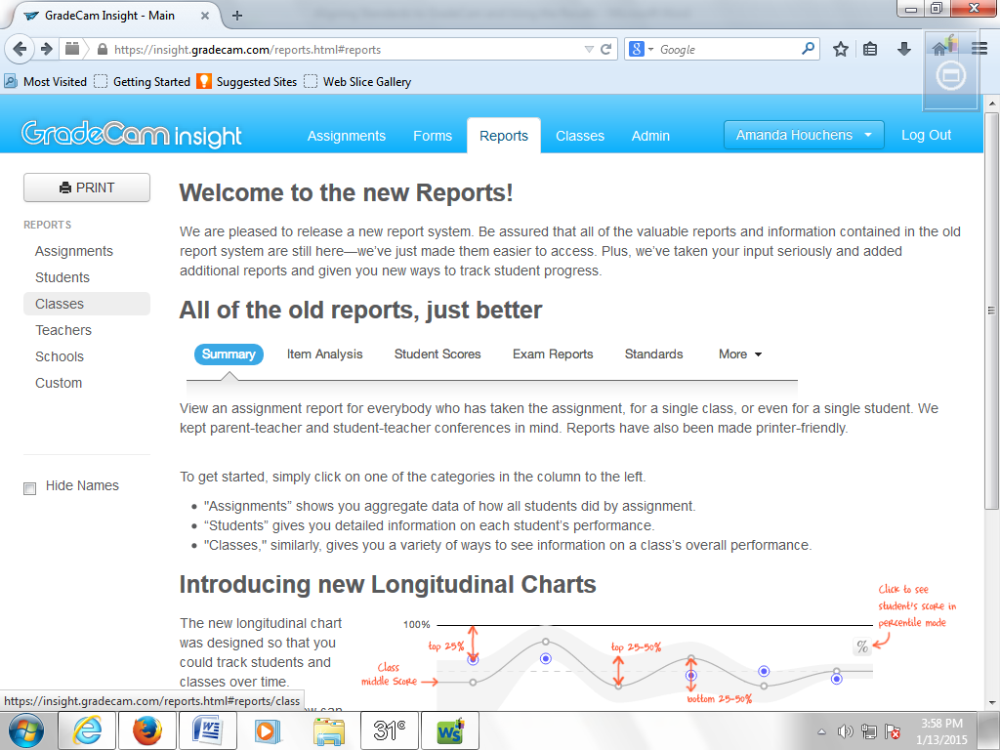 GradeCam Insight - Main
https://insight.gradecam.com/reports.html#reports
Google
Most Visited Getting Started Suggested Sites Web Slice Gallery
GradeCam insight
Assignments Forms Reports Classes Admin Amanda Houchens Log Out
PRINT
REPORTS
Assignments
Students
Classes
Teachers
Schools
Custom
Hide Names
Welcome to the new Reports!
We are pleased to release a new report system. Be assured that all of the valuable reports and information contained in the old
report system are still here—we've just made them easier to access. Plus, we've taken your input seriously and added
additional reports and given you new ways to track student progress.
All of the old reports, just better
Summary Item Analysis Student Scores Exam Reports Standards More
View an assignment report for everybody who has taken the assignment, for a single class, or even for a single student. We
kept parent-teacher and student-teacher conferences in mind. Reports have also been made printer-friendly.
To get started, simply click on one of the categories in the column to the left.
"Assignments” shows you aggregate data of how all students did by assignment.
“Students” gives you detailed information on each student’s performance.
"Classes," similarly, gives you a variety of ways to see information on a class’s overall performance.
Introducing new Longitudinal Charts
The new longitudinal chart
was designed so that you
could track students and
classes over time.
100%
top 25%
Class
middle Score
top 25-50%
bottom 25-50%
Click to see
student's score in
percentile mode
%
https://insight.gradecam.com/reports.html#reports/class
31°
3:58 PM
1/13/2015